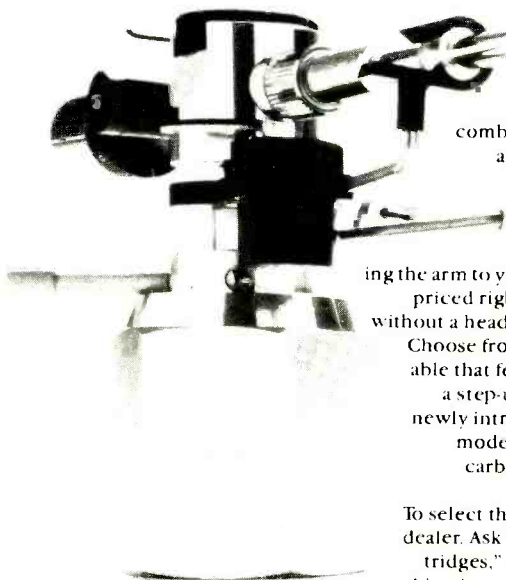 comb
a
ing the arm to y
priced righ
without a head
Choose fro
able that fe
a step-u
newly intr
mode
carb
To select th
dealer. Ask
tridges,"